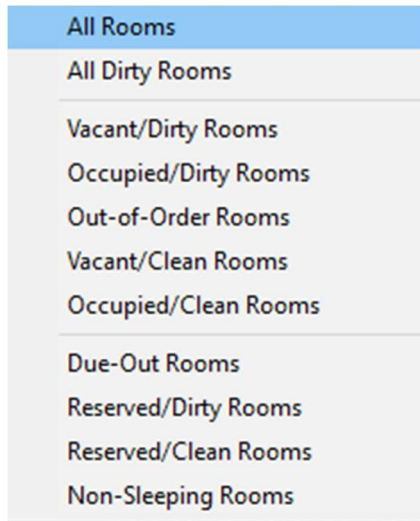 All Rooms
All Dirty Rooms
Vacant/Dirty Rooms
Occupied/Dirty Rooms
Out-of-Order Rooms
Vacant/Clean Rooms
Occupied/Clean Rooms
Due-Out Rooms
Reserved/Dirty Rooms
Reserved/Clean Rooms
Non-Sleeping Rooms